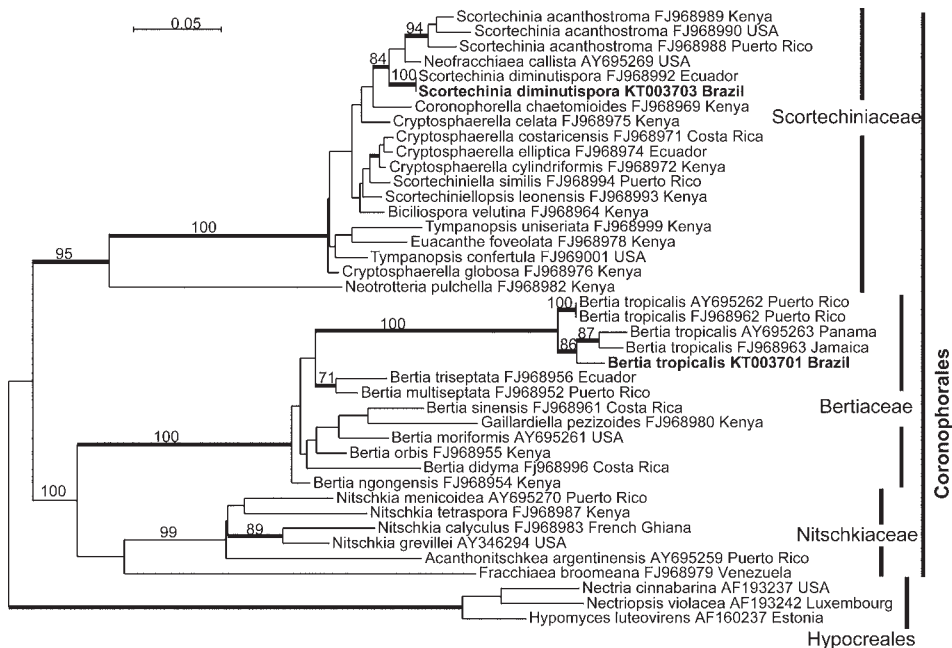 0.05
Scortechinia acanthostroma FJ968989 Kenya
94
Scortechinia acanthostroma FJ968990 USA
Scortechinia acanthostroma FJ968988 Puerto Rico
84
Neofracchiaea callista AY695269 USA
100
Scortechinia diminutispora FJ968992 Ecuador
Scortechinia diminutispora KT003703 Brazil
Coronophorella chaetomioides FJ968969 Kenya
Scortechiniaceae
Cryptosphaerella celata FJ968975 Kenya
Cryptosphaerella costaricensis FJ968971 Costa Rica
Cryptosphaerella elliptica FJ968974 Ecuador
Cryptosphaerella cylindriformis FJ968972 Kenya
Scortechiniella similis FJ968994 Puerto Rico
Scortechiniellopsis leonensis FJ968993 Kenya
Biciliospora velutina FJ968964 Kenya
100
Tympanopsis uniseriata FJ968999 Kenya
Euacanthe foveolata FJ968978 Kenya
95
Tympanopsis confertula FJ969001 USA
Cryptosphaerella globosa FJ968976 Kenya
Neotrotteria pulchella FJ968982 Kenya
100
Bertia tropicalis AY695262 Puerto Rico
Bertia tropicalis FJ968962 Puerto Rico
100
87
Bertia tropicalis AY695263 Panama
86
Bertia tropicalis FJ968963 Jamaica
Bertia tropicalis KT003701 Brazil
71
Bertia triseptata FJ968956 Ecuador
Bertia multiseptata FJ968952 Puerto Rico
Bertia sinensis FJ968961 Costa Rica
Bertiaceae
Gaillardiella pezizoides FJ968980 Kenya
100
Bertia moriformis AY695261 USA
Bertia orbis FJ968955 Kenya
Bertia didyma Fj968996 Costa Rica
Bertia ngongensis FJ968954 Kenya
100
Nitschkia menicoidea AY695270 Puerto Rico
Nitschkia tetraspora FJ968987 Kenya
99
89
Nitschkia calyculus FJ968983 French Ghiana
Nitschkiaceae
Nitschkia grevillei AY346294 USA
Acanthonitschkea argentinensis AY695259 Puerto Rico
Fracchiaea broomeana FJ968979 Venezuela
Coronophorales
Nectria cinnabarina AF193237 USA
Nectriopsis violacea AF193242 Luxembourg
Hypomyces luteovirens AF160237 Estonia
Hypocreales